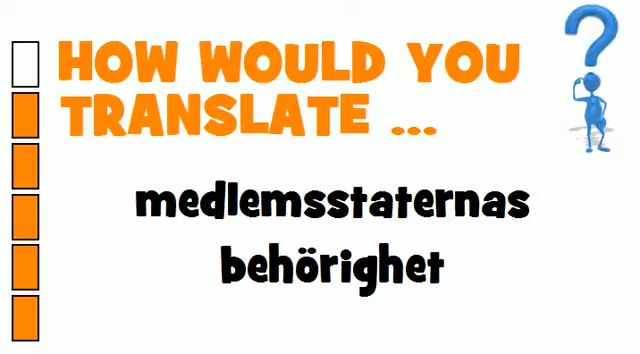 HOW WOULD YOU
TRANSLATE ...
medlemsstaternas
behörighet